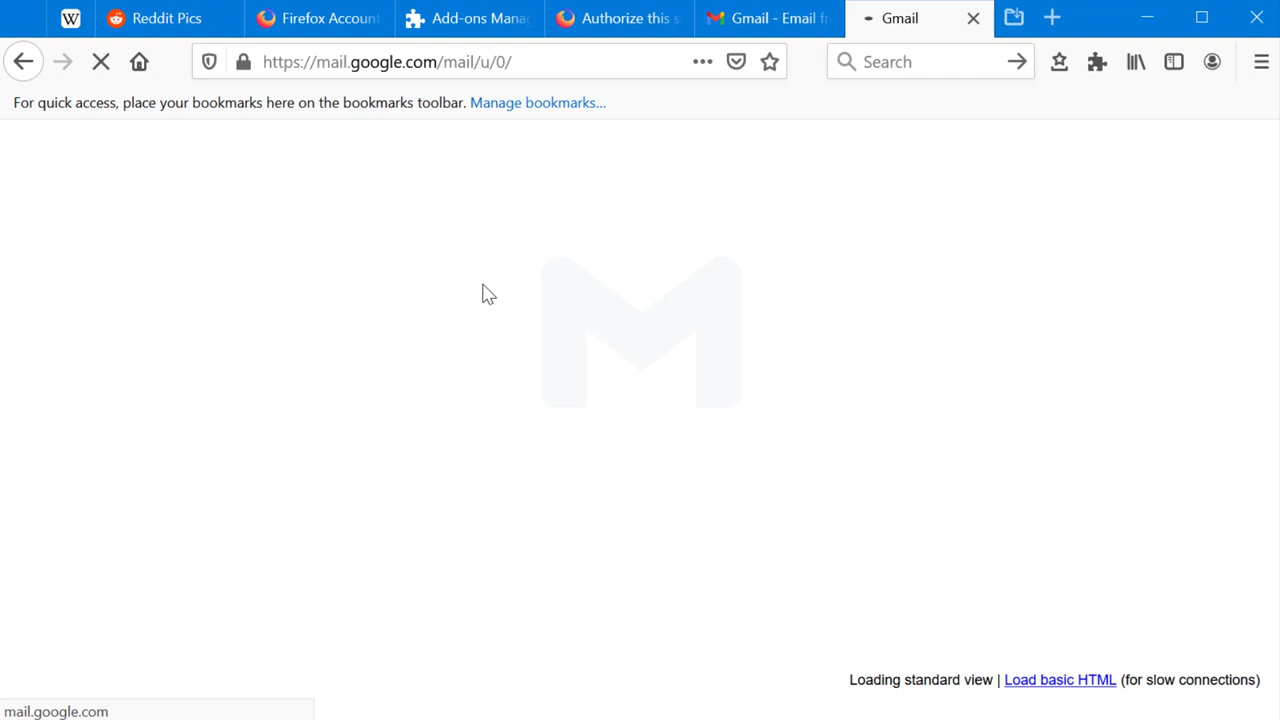 W Reddit Pics Firefox Account Add-ons Mana Authorize this s Gmail - Email fr Gmail
https://mail.google.com/mail/u/0/ Search
For quick access, place your bookmarks here on the bookmarks toolbar. Manage bookmarks...
M
Loading standard view | Load basic HTML (for slow connections)
mail.google.com